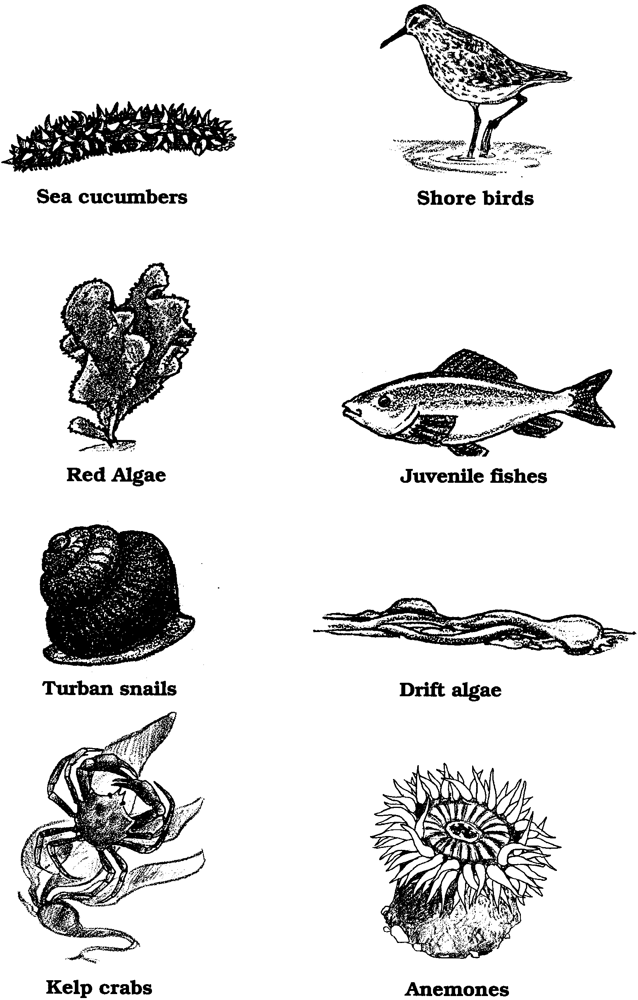 Sea cucumbers
Shore birds
Red Algae
Juvenile fishes
Turban snails
Drift algae
Kelp crabs
Anemones